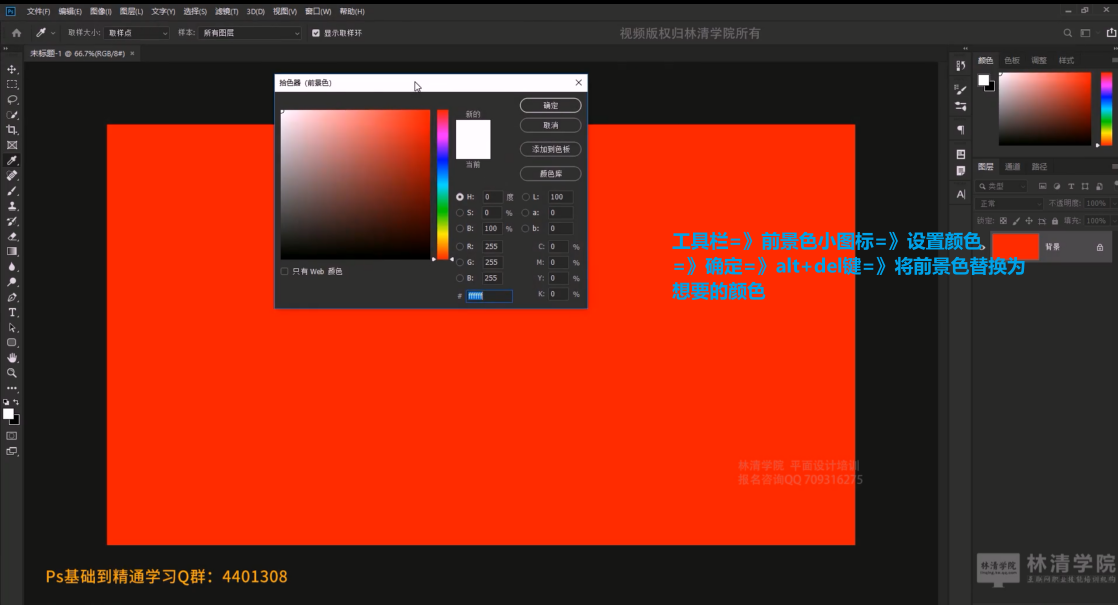 Ps 文件(F) 编辑(E) 图像(I) 图层(L) 文字(Y) 选择(S) 滤镜(T) 3D(D) 视图(V) 窗口(W) 帮助(H)
取样大小: 取样点 样本: 所有图层 显示取样环
视频版权归林清学院所有
未标题-1 @ 66.7%(RGB/8#) ×
拾色器（前景色）
新的
当前
确定
取消
添加到色板
颜色库
H: 0 度 L: 100
S: 0 % a: 0
B: 100 % b: 0
R: 255 C: 0 %
G: 255 M: 0 %
B: 255 Y: 0 %
# ffffff K: 0 %
只有 Web 颜色
颜色 色板 调整 样式
图层 通道 路径
类型
正常 不透明度: 100%
锁定: 填充: 100%
背景
工具栏=》前景色小图标=》设置颜色
=》确定=》alt+del键=》将前景色替换为
想要的颜色
林清学院 平面设计培训
报名咨询QQ 709316275
Ps基础到精通学习Q群：4401308
林清学院
林清学院